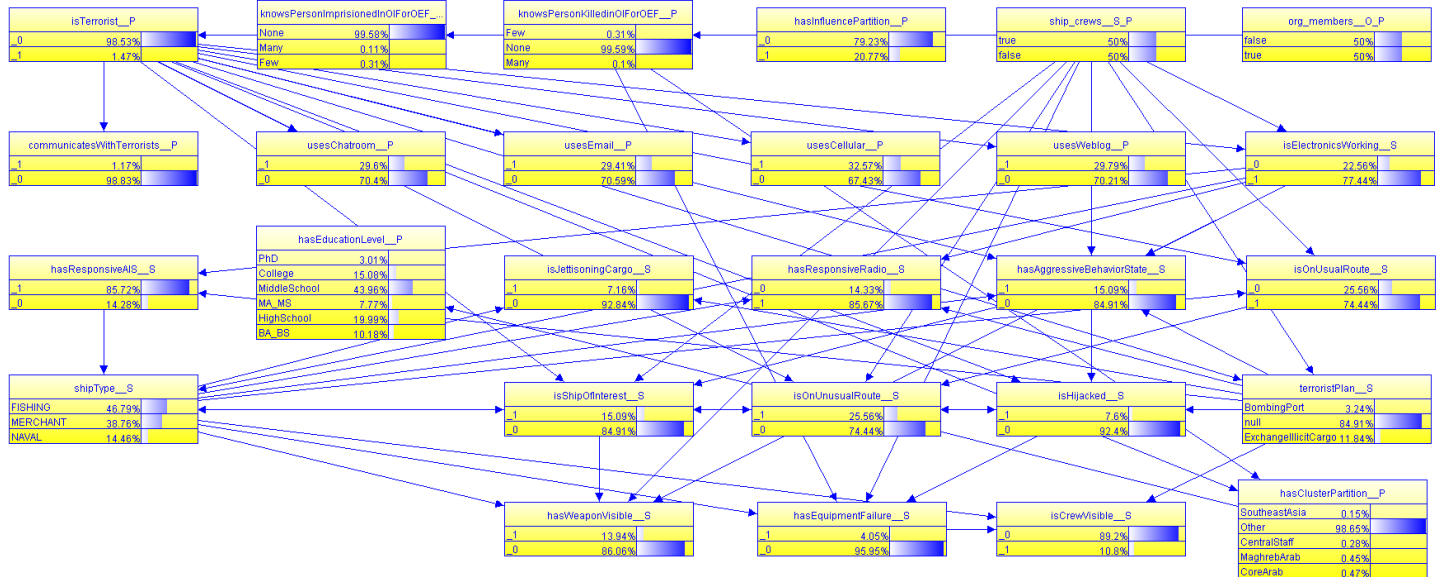 isTerrorist__P
_0 98.53%
_1 1.47%
knowsPersonImprisionedInOIForOEF_...
None 99.58%
Many 0.11%
Few 0.31%
knowsPersonKilledinOIForOEF__P
Few 0.31%
None 99.59%
Many 0.1%
hasInfluencePartition__P
_0 79.23%
_1 20.77%
ship_crews__S_P
true 50%
false 50%
org_members__O_P
false 50%
true 50%
communicatesWithTerrorists__P
_1 1.17%
_0 98.83%
usesChatroom__P
_1 29.6%
_0 70.4%
usesEmail__P
_1 29.41%
_0 70.59%
usesCellular__P
_1 32.57%
_0 67.43%
usesWeblog__P
_1 29.79%
_0 70.21%
isElectronicsWorking__S
_0 22.56%
_1 77.44%
hasResponsiveAIS__S
_1 85.72%
_0 14.28%
hasEducationLevel__P
PhD 3.01%
College 15.08%
MiddleSchool 43.96%
MA_MS 7.77%
HighSchool 19.99%
BA_BS 10.18%
isJettisoningCargo__S
_1 7.16%
_0 92.84%
hasResponsiveRadio__S
_0 14.33%
_1 85.67%
hasAggressiveBehaviorState__S
_1 15.09%
_0 84.91%
isOnUsualRoute__S
_0 25.56%
_1 74.44%
shipType__S
FISHING 46.79%
MERCHANT 38.76%
NAVAL 14.46%
isShipOfInterest__S
_1 15.09%
_0 84.91%
isOnUnusualRoute__S
_1 25.56%
_0 74.44%
isHijacked__S
_1 7.6%
_0 92.4%
terroristPlan__S
BombingPort 3.24%
null 84.91%
ExchangeIllicitCargo 11.84%
hasWeaponVisible__S
_1 13.94%
_0 86.06%
hasEquipmentFailure__S
_1 4.05%
_0 95.95%
isCrewVisible__S
_0 89.2%
_1 10.8%
hasClusterPartition__P
SoutheastAsia 0.15%
Other 98.65%
CentralStaff 0.28%
MaghrebArab 0.45%
CoreArab 0.47%